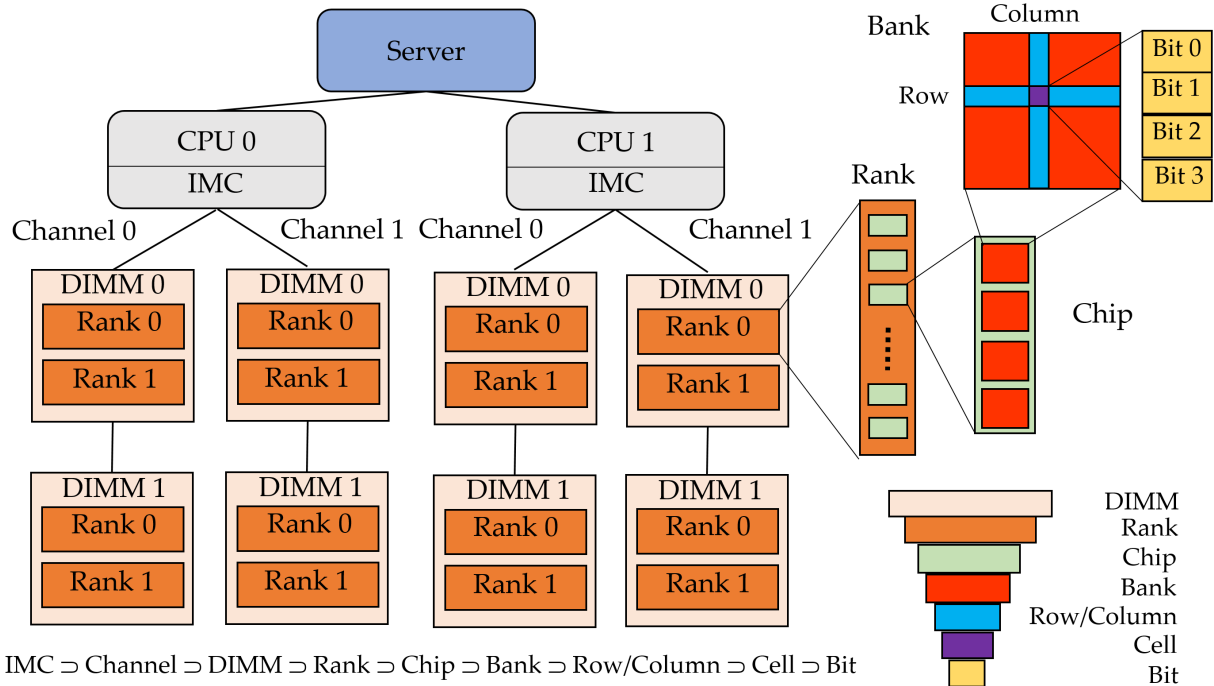 Server
CPU 0
IMC
CPU 1
IMC
Channel 0
Channel 1
Channel 0
Channel 1
DIMM 0
Rank 0
Rank 1
DIMM 0
Rank 0
Rank 1
DIMM 0
Rank 0
Rank 1
DIMM 0
Rank 0
Rank 1
DIMM 1
Rank 0
Rank 1
DIMM 1
Rank 0
Rank 1
DIMM 1
Rank 0
Rank 1
DIMM 1
Rank 0
Rank 1
IMC ⊃ Channel ⊃ DIMM ⊃ Rank ⊃ Chip ⊃ Bank ⊃ Row/Column ⊃ Cell ⊃ Bit
Bank
Column
Row
Bit 0
Bit 1
Bit 2
Bit 3
Rank
Chip
DIMM
Rank
Chip
Bank
Row/Column
Cell
Bit